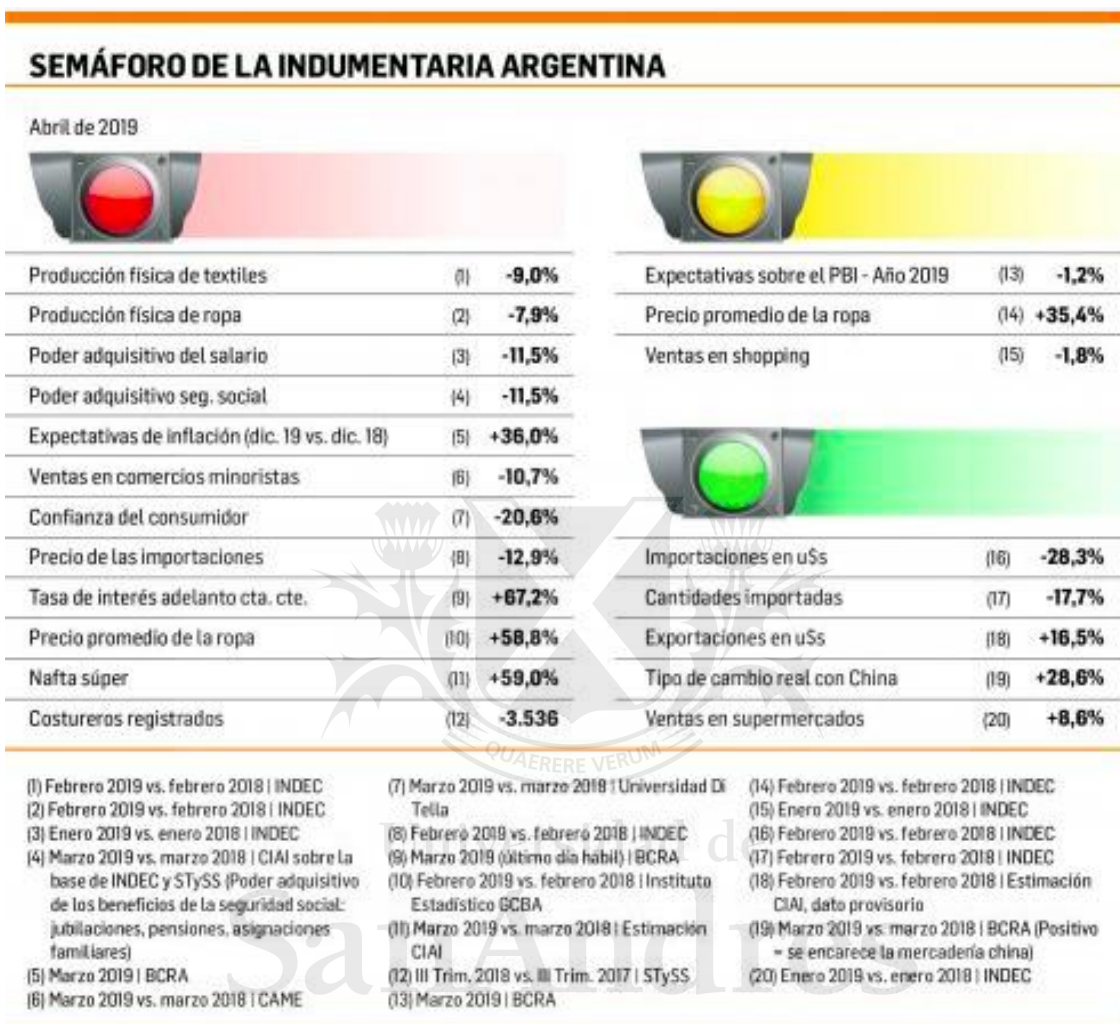 SEMÁFORO DE LA INDUMENTARIA ARGENTINA
Abril de 2019
Producción física de textiles (1) -9,0%
Producción física de ropa (2) -7,9%
Poder adquisitivo del salario (3) -11,5%
Poder adquisitivo seg. social (4) -11,5%
Expectativas de inflación (dic. 19 vs. dic. 18) (5) +36,0%
Ventas en comercios minoristas (6) -10,7%
Confianza del consumidor (7) -20,6%
Precio de las importaciones (8) -12,9%
Tasa de interés adelanto cta. cte. (9) +67,2%
Precio promedio de la ropa (10) +58,8%
Nafta súper (11) +59,0%
Costureros registrados (12) -3.536
Expectativas sobre el PBI - Año 2019 (13) -1,2%
Precio promedio de la ropa (14) +35,4%
Ventas en shopping (15) -1,8%
Importaciones en u$s (16) -28,3%
Cantidades importadas (17) -17,7%
Exportaciones en u$s (18) +16,5%
Tipo de cambio real con China (19) +28,6%
Ventas en supermercados (20) +8,6%
QUAERERE VERUM
Universidad de
SanAndrés
(1) Febrero 2019 vs. febrero 2018 | INDEC
(2) Febrero 2019 vs. febrero 2018 | INDEC
(3) Enero 2019 vs. enero 2018 | INDEC
(4) Marzo 2019 vs. marzo 2018 | CIAI sobre la
base de INDEC y STySS (Poder adquisitivo
de los beneficios de la seguridad social:
jubilaciones, pensiones, asignaciones
familiares)
(5) Marzo 2019 | BCRA
(6) Marzo 2019 vs. marzo 2018 | CAME
(7) Marzo 2019 vs. marzo 2018 | Universidad Di
Tella
(8) Febrero 2019 vs. febrero 2018 | INDEC
(9) Marzo 2019 (último día hábil) | BCRA
(10) Febrero 2019 vs. febrero 2018 | Instituto
Estadístico GCBA
(11) Marzo 2019 vs. marzo 2018 | Estimación
CIAI
(12) III Trim. 2018 vs. III Trim. 2017 | STySS
(13) Marzo 2019 | BCRA
(14) Febrero 2019 vs. febrero 2018 | INDEC
(15) Enero 2019 vs. enero 2018 | INDEC
(16) Febrero 2019 vs. febrero 2018 | INDEC
(17) Febrero 2019 vs. febrero 2018 | INDEC
(18) Febrero 2019 vs. febrero 2018 | Estimación
CIAI, dato provisorio
(19) Marzo 2019 vs. marzo 2018 | BCRA (Positivo
= se encarece la mercadería china)
(20) Enero 2019 vs. enero 2018 | INDEC